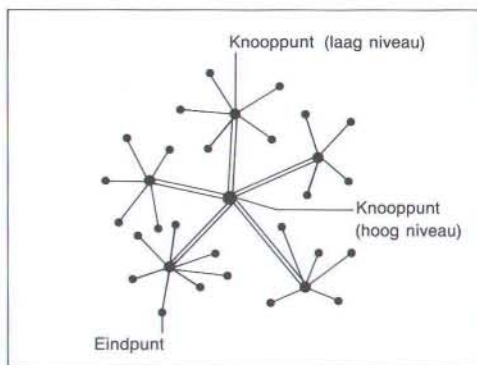 Knooppunt (laag niveau)
Knooppunt
(hoog niveau)
Eindpunt